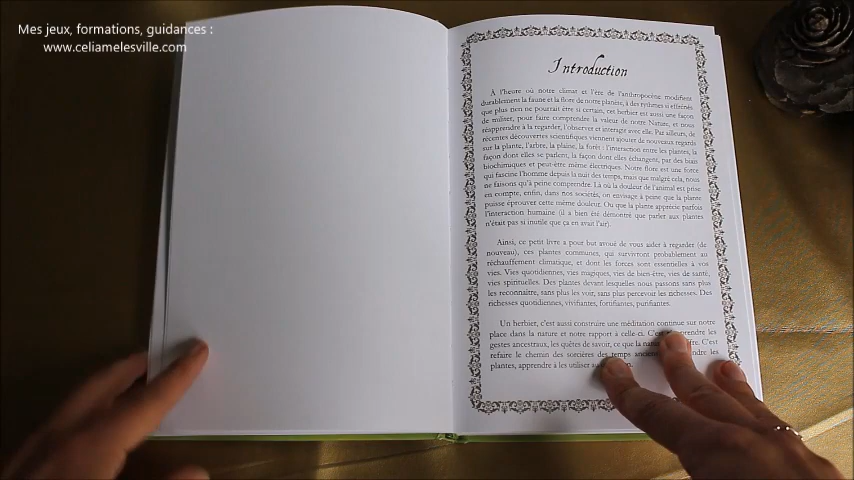 Mes jeux, formations, guidances :
www.celiamelesville.com
Introduction
À l'heure où notre climat et l'ère de l'anthropocène modifient
durablement la faune et la flore de notre planète, à des rythmes si effrénés
que plus rien ne pourrait être si certain, cet herbier est aussi une façon
de militer, pour faire comprendre la valeur de notre Nature, et nous
réapprendre à la regarder, l'observer et interagir avec elle. Pas ailleurs, de
récentes découvertes scientifiques viennent ajouter de nouveaux regards
sur la plante, l'arbre, la plaine, la forêt : l'interaction entre les plantes, la
façon dont elles se parlent, la façon dont elles échangent, par des biais
biochimiques et peut-être même électriques. Notre flore est une force
qui fascine l'homme depuis la nuit des temps, mais que malgré cela, nous
ne faisons qu'à peine comprendre. Là où la douleur de l'animal est prise
en compte, enfin, dans nos sociétés, on envisage à peine que la plante
puisse éprouver cette même douleur. Ou que la plante apprécie parfois
l'interaction humaine (il a bien été démontré que parler aux plantes
n'était pas si inutile que ça en avait l'air).
Ainsi, ce petit livre a pour but avoué de vous aider à regarder (de
nouveau), ces plantes communes, qui survivront probablement au
réchauffement climatique, et dont les forces sont essentielles à vos
vies. Vies quotidiennes, vies magiques, vies de bien-être, vies de santé,
vies spirituelles. Des plantes devant lesquelles nous passons sans plus
les reconnaître, sans plus les voir, sans plus percevoir les richesses. Des
richesses quotidiennes, vivifiantes, fortifiantes, purifiantes.
Un herbier, c'est aussi construire une méditation continue sur notre
place dans la nature et notre rapport à celle-ci. C'est les
gestes ancestraux, les quêtes de savoir, ce que la C'est
refaire le chemin des sorcières des temps les
plantes, apprendre à les utiliser